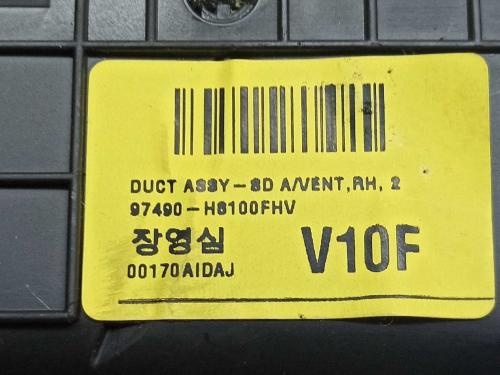 DUCT ASSY-SD A/VENT,RH, 2
97490-H8100FHV
장영심
V10F
00170AIDAJ